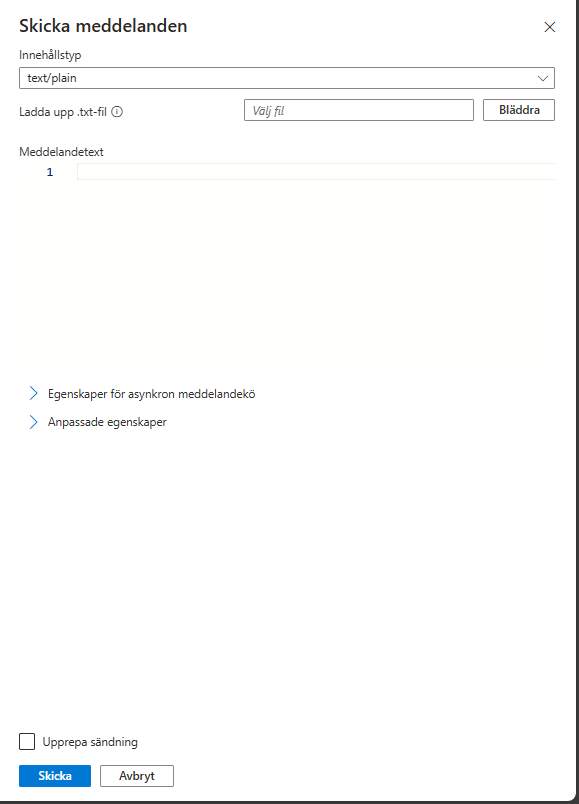 Skicka meddelanden
Innehållstyp
text/plain
Ladda upp .txt-fil
Välj fil
Bläddra
Meddelandetext
1
Egenskaper för asynkron meddelandekö
Anpassade egenskaper
Upprepa sändning
Skicka
Avbryt